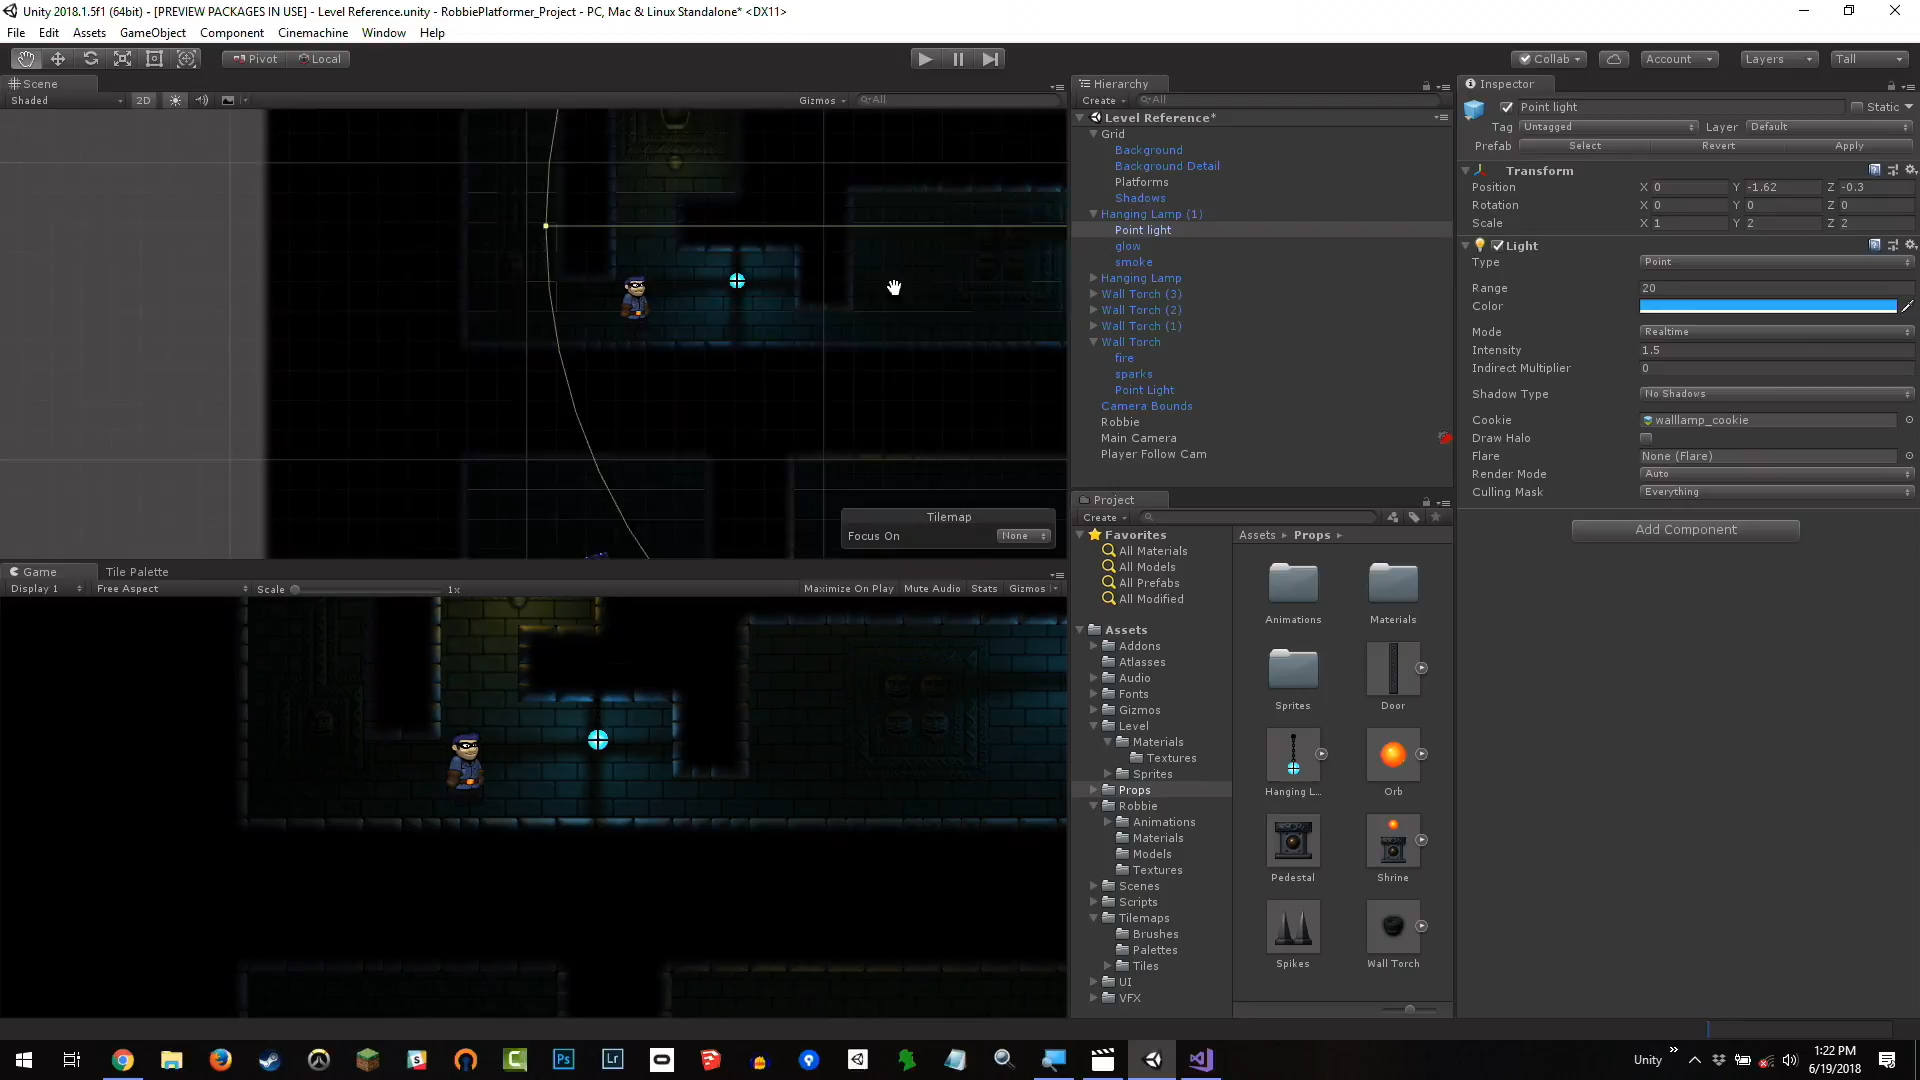 Unity 2018.1.5f1 (64bit) - [PREVIEW PACKAGES IN USE] - Level Reference.unity - RobbiePlatformer_Project - PC, Mac & Linux Standalone* <DX11>
File Edit Assets GameObject Component Cinemachine Window Help
Pivot Local
Collab Account Layers Tall
Scene
Shaded 2D Gizmos All
Tilemap
Focus On None
Game Tile Palette
Display 1 Free Aspect Scale 1x Maximize On Play Mute Audio Stats Gizmos
Hierarchy
Create All
Level Reference*
Grid
Background
Background Detail
Platforms
Shadows
Hanging Lamp (1)
Point light
glow
smoke
Hanging Lamp
Wall Torch (3)
Wall Torch (2)
Wall Torch (1)
Wall Torch
fire
sparks
Point Light
Camera Bounds
Robbie
Main Camera
Player Follow Cam
Project
Create
Favorites
All Materials
All Models
All Prefabs
All Modified
Assets
Addons
Atlasses
Audio
Fonts
Gizmos
Level
Materials
Textures
Sprites
Props
Robbie
Animations
Materials
Models
Textures
Scenes
Scripts
Tilemaps
Brushes
Palettes
Tiles
UI
VFX
Assets Props
Animations Materials
Sprites Door
Hanging L... Orb
Pedestal Shrine
Spikes Wall Torch
Inspector
Point light Static
Tag Untagged Layer Default
Prefab Select Revert Apply
Transform
Position X 0 Y -1.62 Z -0.3
Rotation X 0 Y 0 Z 0
Scale X 1 Y 2 Z 2
Light
Type Point
Range 20
Color
Mode Realtime
Intensity 1.5
Indirect Multiplier 0
Shadow Type No Shadows
Cookie walllamp_cookie
Draw Halo
Flare None (Flare)
Render Mode Auto
Culling Mask Everything
Add Component
Unity
1:22 PM
6/19/2018